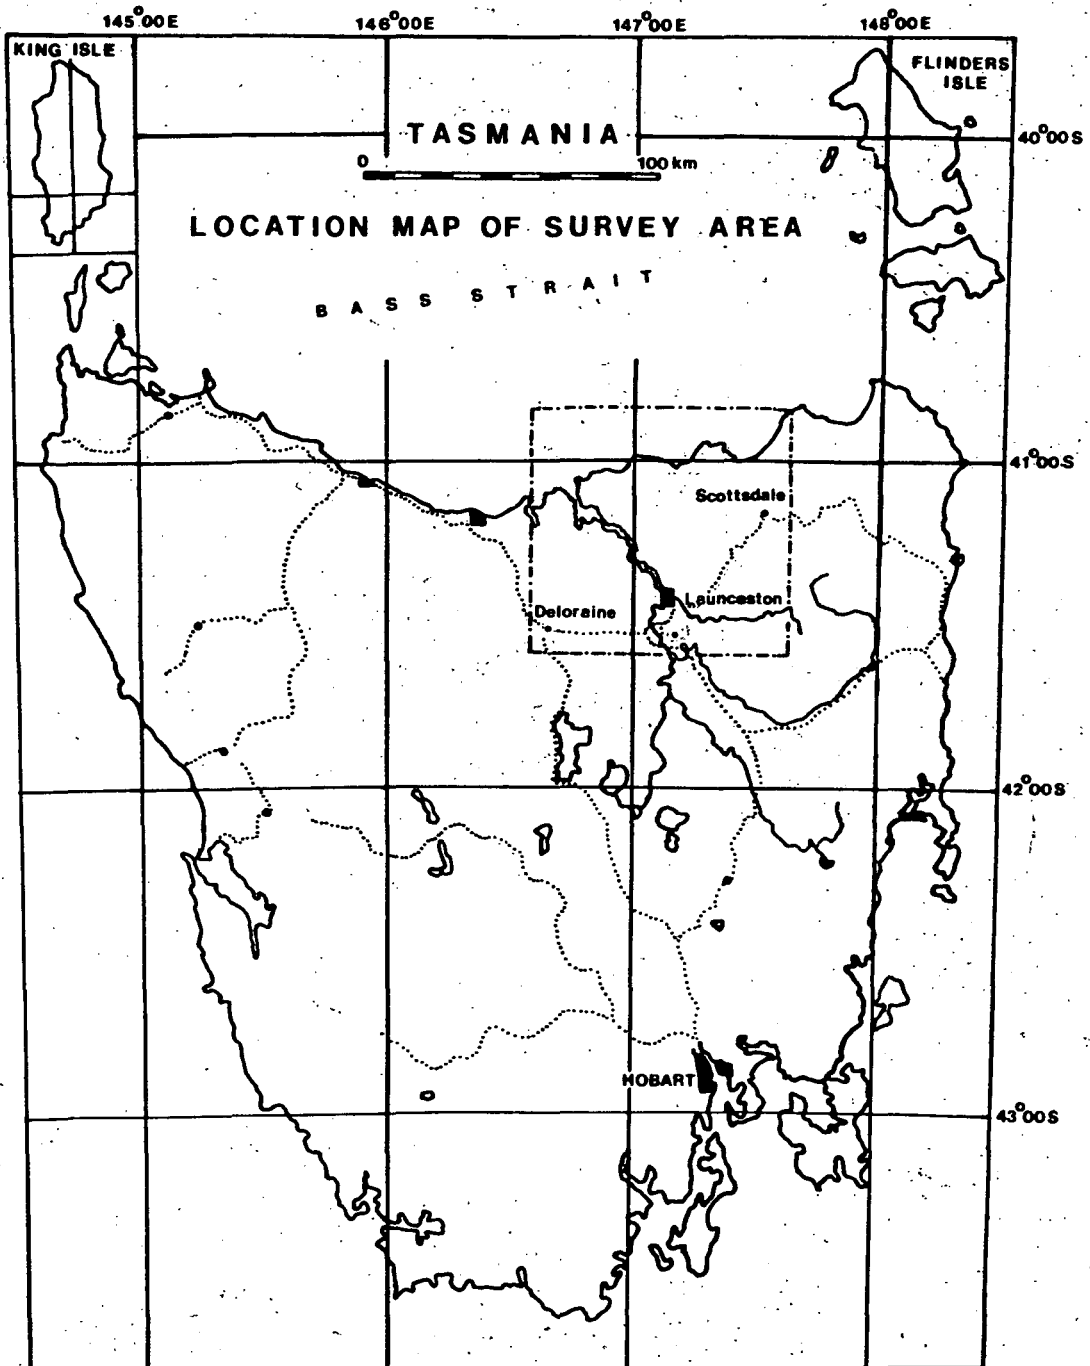 145°00E 146°00E 147°00E 148°00E
KING ISLE
FLINDERS
ISLE
TASMANIA
40°00S
0 100 km
LOCATION MAP OF SURVEY AREA
BASS STRAIT
41°00S
Scottsdale
Launceston
Deloraine
42°00S
HOBART
43°00S